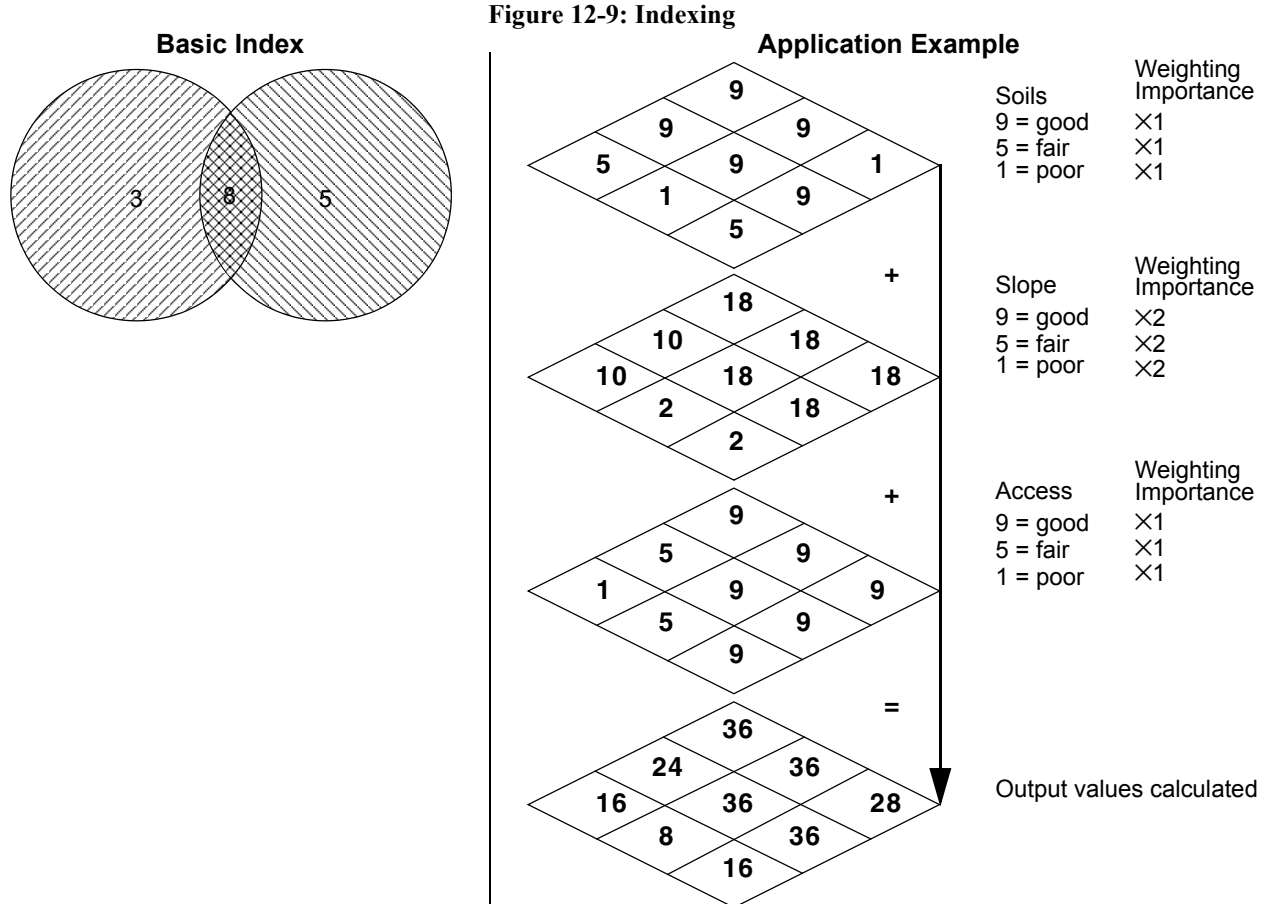 Figure 12-9: Indexing
Basic Index
3 8 5
Application Example
9
9 9
5 9 1
1 9
5
Soils
9 = good
5 = fair
1 = poor
Weighting
Importance
×1
×1
×1
+
18
10 18
10 18 18
2 18
2
Slope
9 = good
5 = fair
1 = poor
Weighting
Importance
×2
×2
×2
+
9
5 9
1 9 9
5 9
9
Access
9 = good
5 = fair
1 = poor
Weighting
Importance
×1
×1
×1
=
36
24 36
16 36 28
8 36
16
Output values calculated